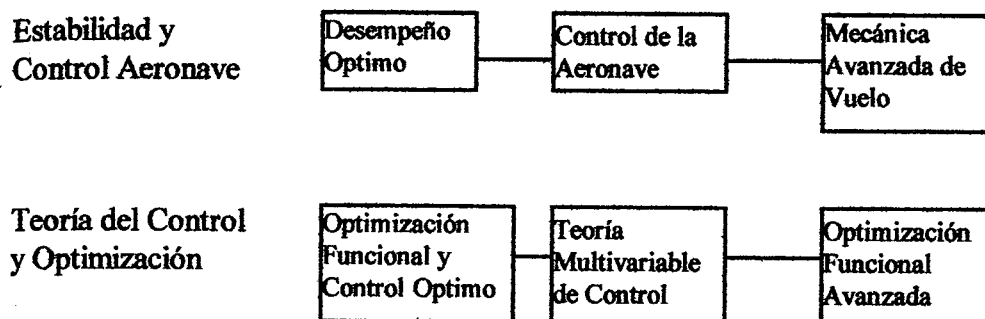 Estabilidad y
Control Aeronave
Desempeño
Optimo
Control de la
Aeronave
Mecánica
Avanzada de
Vuelo
Teoría del Control
y Optimización
Optimización
Funcional y
Control Optimo
Teoría
Multivariable
de Control
Optimización
Funcional
Avanzada